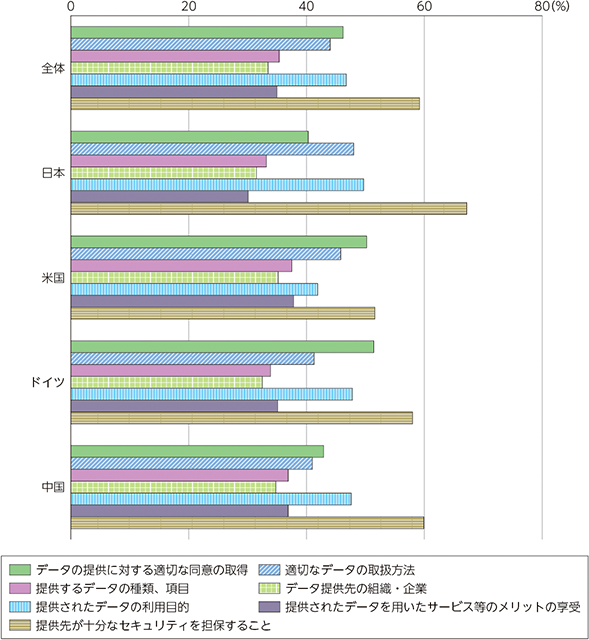 0 20 40 60 80(%)
全体
日本
米国
ドイツ
中国
データの提供に対する適切な同意の取得 適切なデータの取扱方法
提供するデータの種類、項目 データ提供先の組織・企業
提供されたデータの利用目的 提供されたデータを用いたサービス等のメリットの享受
提供先が十分なセキュリティを担保すること